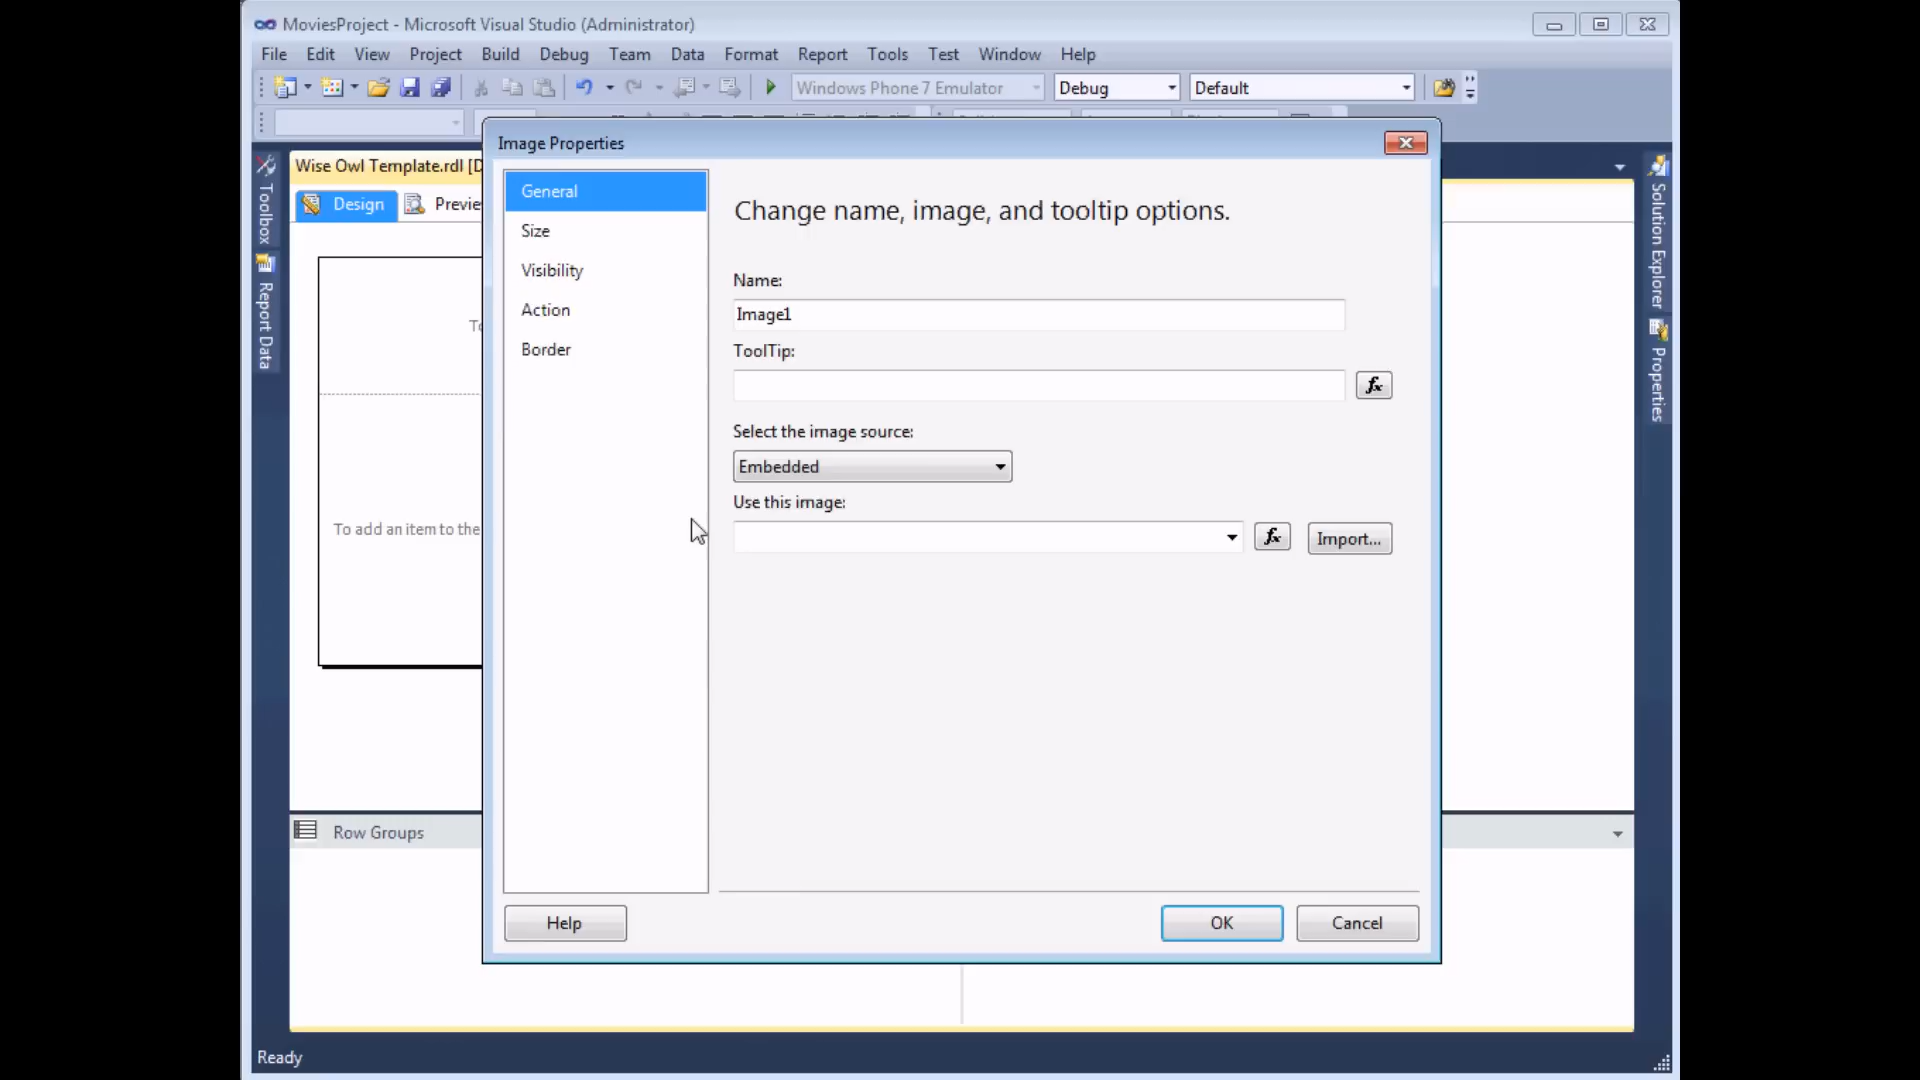 MoviesProject - Microsoft Visual Studio (Administrator)
File Edit View Project Build Debug Team Data Format Report Tools Test Window Help
Windows Phone 7 Emulator Debug Default
Image Properties
Wise Owl Template.rdl [D
Design Previe
Toolbox
Report Data
Solution Explorer
Properties
General
Size
Visibility
Action
Border
Change name, image, and tooltip options.
Name:
Image1
ToolTip:
fx
Select the image source:
Embedded
Use this image:
fx Import...
To
To add an item to the
Row Groups
Help OK Cancel
Ready